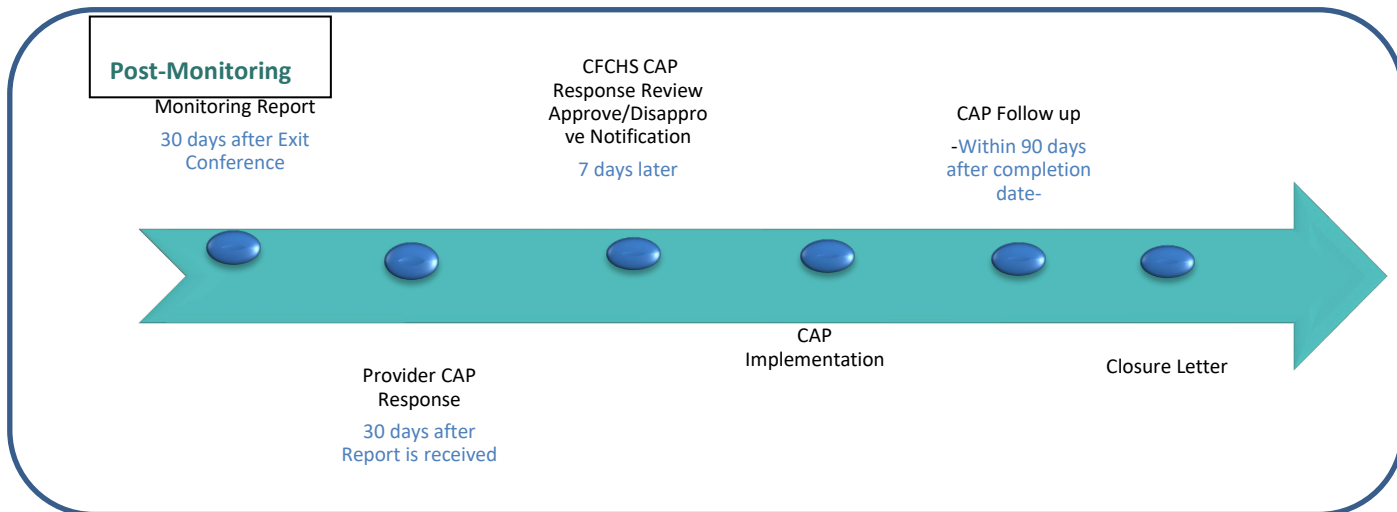 Post-Monitoring
Monitoring Report
30 days after Exit
Conference
Provider CAP
Response
30 days after
Report is received
CFCHS CAP
Response Review
Approve/Disappro
ve Notification
7 days later
CAP
Implementation
CAP Follow up
-Within 90 days
after completion
date-
Closure Letter